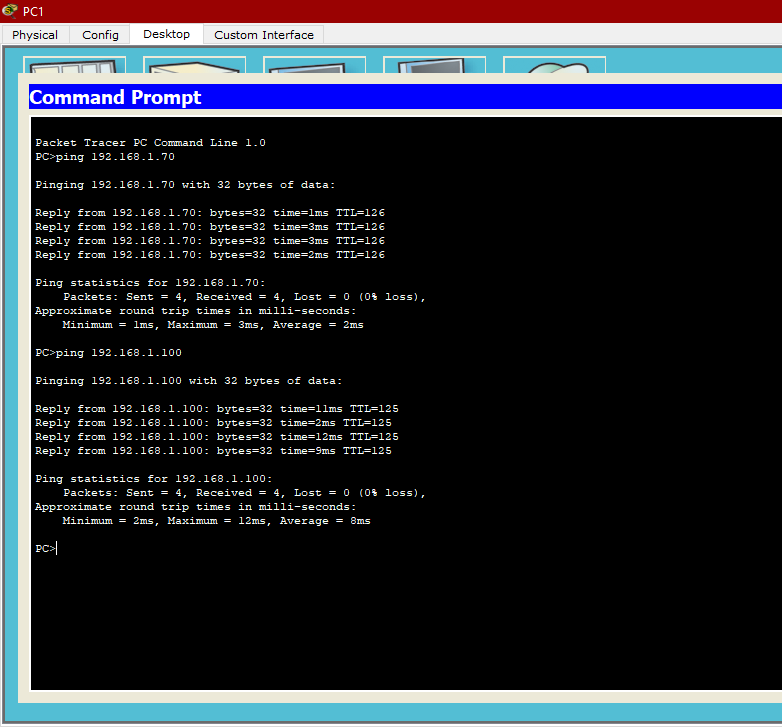 PC1
Physical Config Desktop Custom Interface
Command Prompt
Packet Tracer PC Command Line 1.0
PC>ping 192.168.1.70
Pinging 192.168.1.70 with 32 bytes of data:
Reply from 192.168.1.70: bytes=32 time=1ms TTL=126
Reply from 192.168.1.70: bytes=32 time=3ms TTL=126
Reply from 192.168.1.70: bytes=32 time=3ms TTL=126
Reply from 192.168.1.70: bytes=32 time=2ms TTL=126
Ping statistics for 192.168.1.70:
Packets: Sent = 4, Received = 4, Lost = 0 (0% loss),
Approximate round trip times in milli-seconds:
Minimum = 1ms, Maximum = 3ms, Average = 2ms
PC>ping 192.168.1.100
Pinging 192.168.1.100 with 32 bytes of data:
Reply from 192.168.1.100: bytes=32 time=11ms TTL=125
Reply from 192.168.1.100: bytes=32 time=2ms TTL=125
Reply from 192.168.1.100: bytes=32 time=12ms TTL=125
Reply from 192.168.1.100: bytes=32 time=9ms TTL=125
Ping statistics for 192.168.1.100:
Packets: Sent = 4, Received = 4, Lost = 0 (0% loss),
Approximate round trip times in milli-seconds:
Minimum = 2ms, Maximum = 12ms, Average = 8ms
PC>